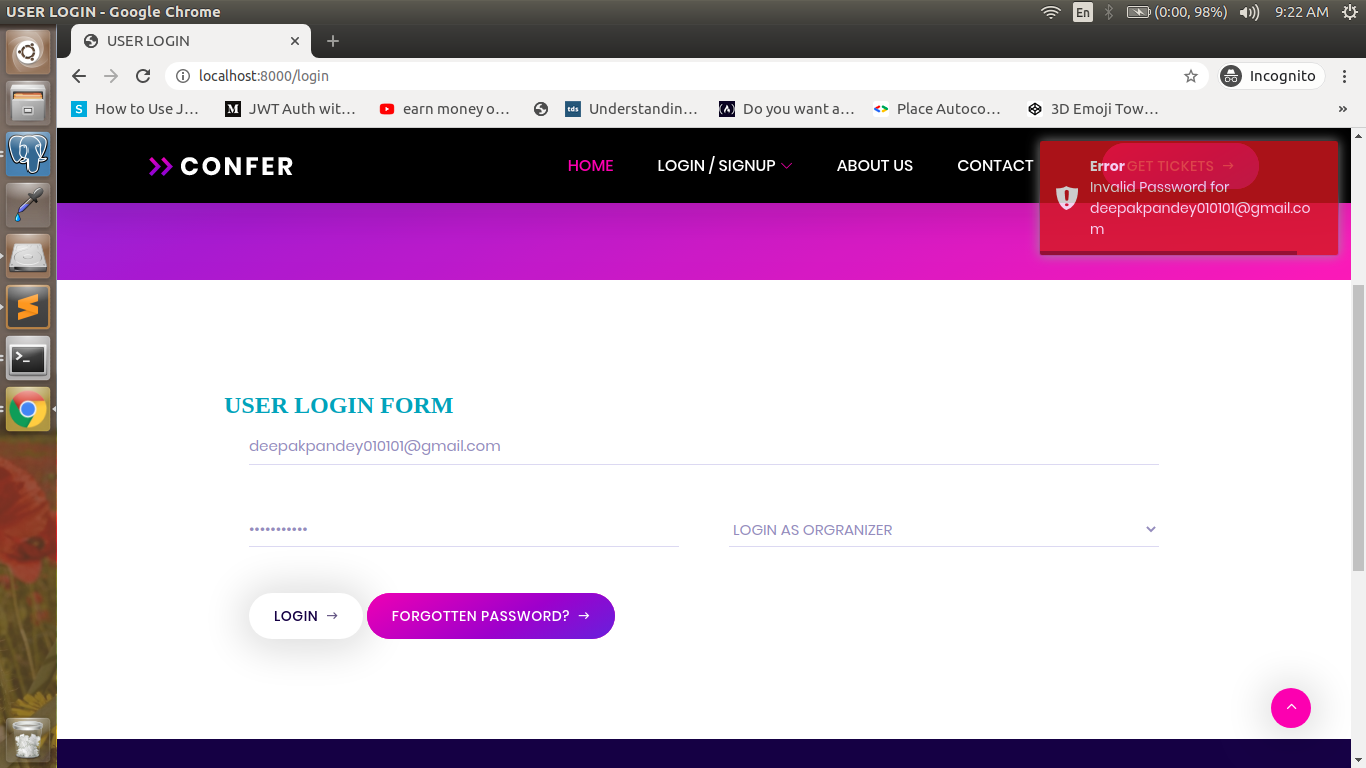 USER LOGIN - Google Chrome
En
(0:00, 98%)
9:22 AM
USER LOGIN
localhost:8000/login
Incognito
S How to Use J...
M JWT Auth wit...
earn money o...
tds Understandin...
Do you want a...
Place Autoco...
3D Emoji Tow...
»
CONFER
HOME
LOGIN / SIGNUP
ABOUT US
CONTACT
GET TICKETS →
Error
Invalid Password for
deepakpandey010101@gmail.co
m
USER LOGIN FORM
deepakpandey010101@gmail.com
•••••••••••
LOGIN AS ORGRANIZER
LOGIN →
FORGOTTEN PASSWORD? →